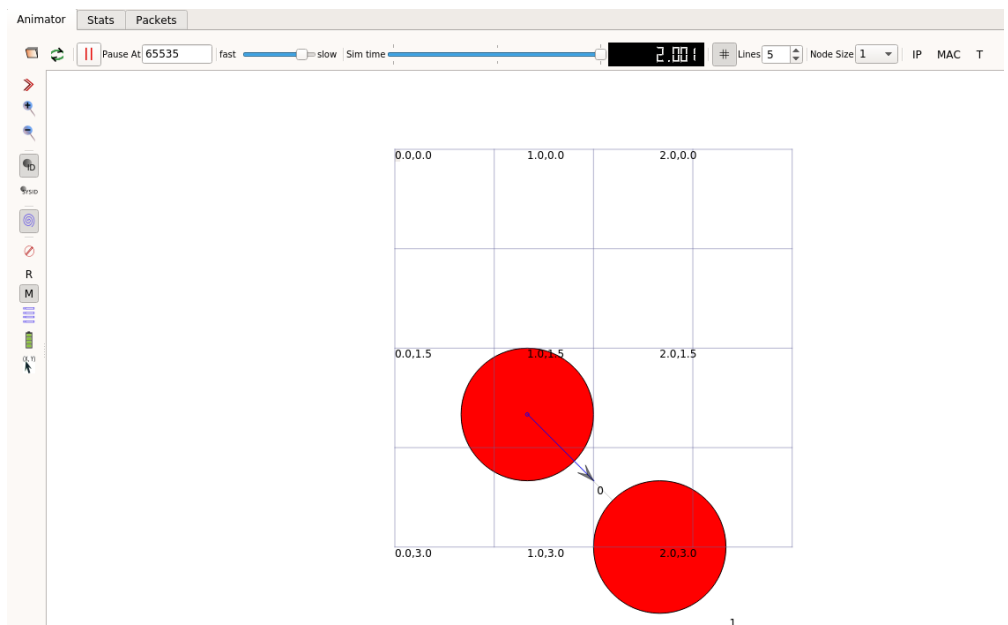 Animator Stats Packets
Pause At 65535 fast slow Sim time 2.001 # Lines 5 Node Size 1 IP MAC T
ID
SYSID
R
M
(X, Y)
0.0,0.0 1.0,0.0 2.0,0.0
0.0,1.5 1.0,1.5 2.0,1.5
0
0.0,3.0 1.0,3.0 2.0,3.0
1